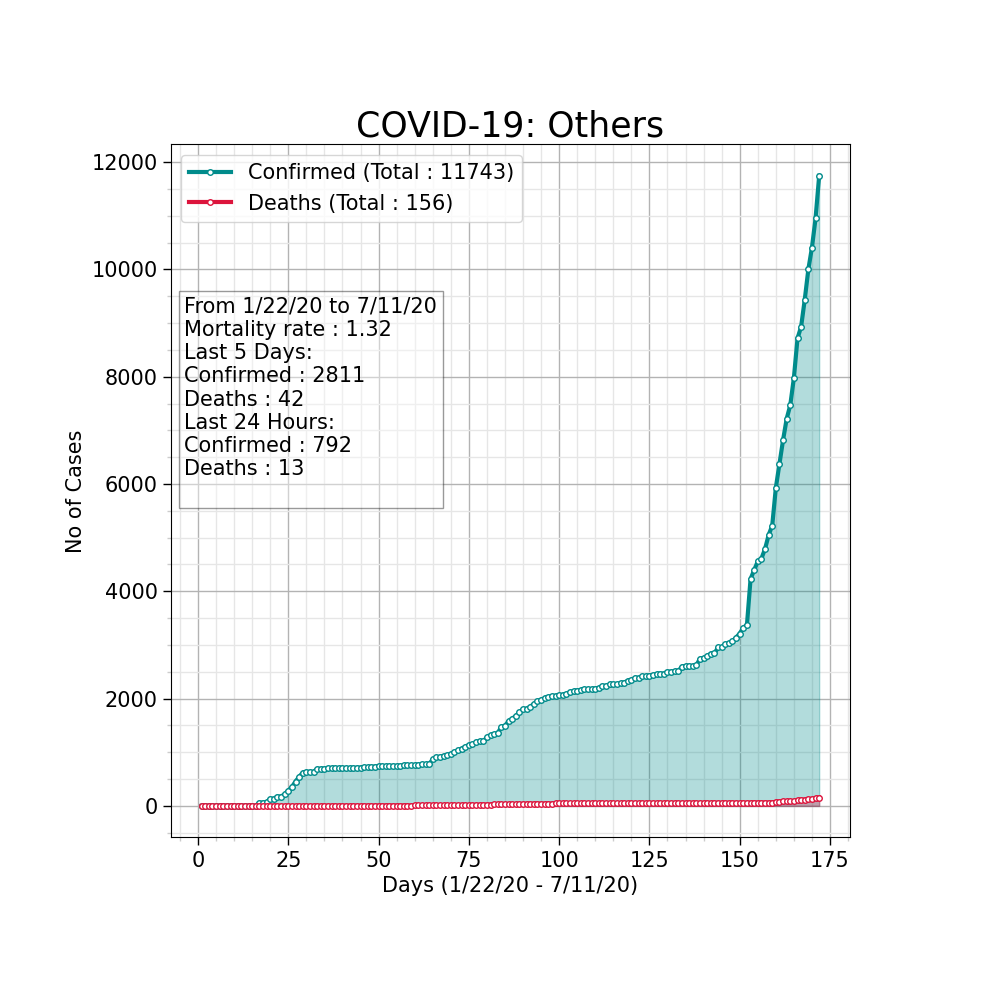 COVID-19: Others
Confirmed (Total : 11743)
Deaths (Total : 156)
From 1/22/20 to 7/11/20
Mortality rate : 1.32
Last 5 Days:
Confirmed : 2811
Deaths : 42
Last 24 Hours:
Confirmed : 792
Deaths : 13
No of Cases
12000
10000
8000
6000
4000
2000
0
0 25 50 75 100 125 150 175
Days (1/22/20 - 7/11/20)